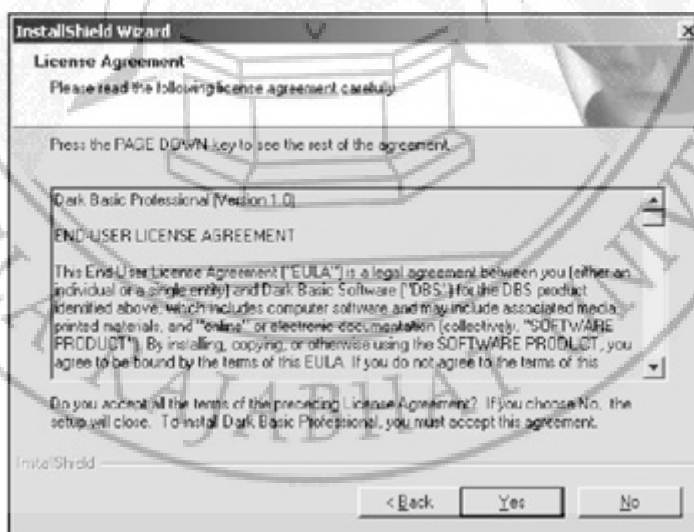 InstallShield Wizard
License Agreement
Please read the following license agreement carefully.
Press the PAGE DOWN key to see the rest of the agreement.
Dark Basic Professional (Version 1.0)
END-USER LICENSE AGREEMENT
This End-User License Agreement ("EULA") is a legal agreement between you (either an
individual or a single entity) and Dark Basic Software ("DBS") for the DBS product
identified above, which includes computer software and may include associated media,
printed materials, and "online" or electronic documentation (collectively, "SOFTWARE
PRODUCT"). By installing, copying, or otherwise using the SOFTWARE PRODUCT, you
agree to be bound by the terms of this EULA. If you do not agree to the terms of this
Do you accept all the terms of the preceding License Agreement? If you choose No, the
setup will close. To install Dark Basic Professional, you must accept this agreement.
InstallShield
< Back
Yes
No
RAJABHAT